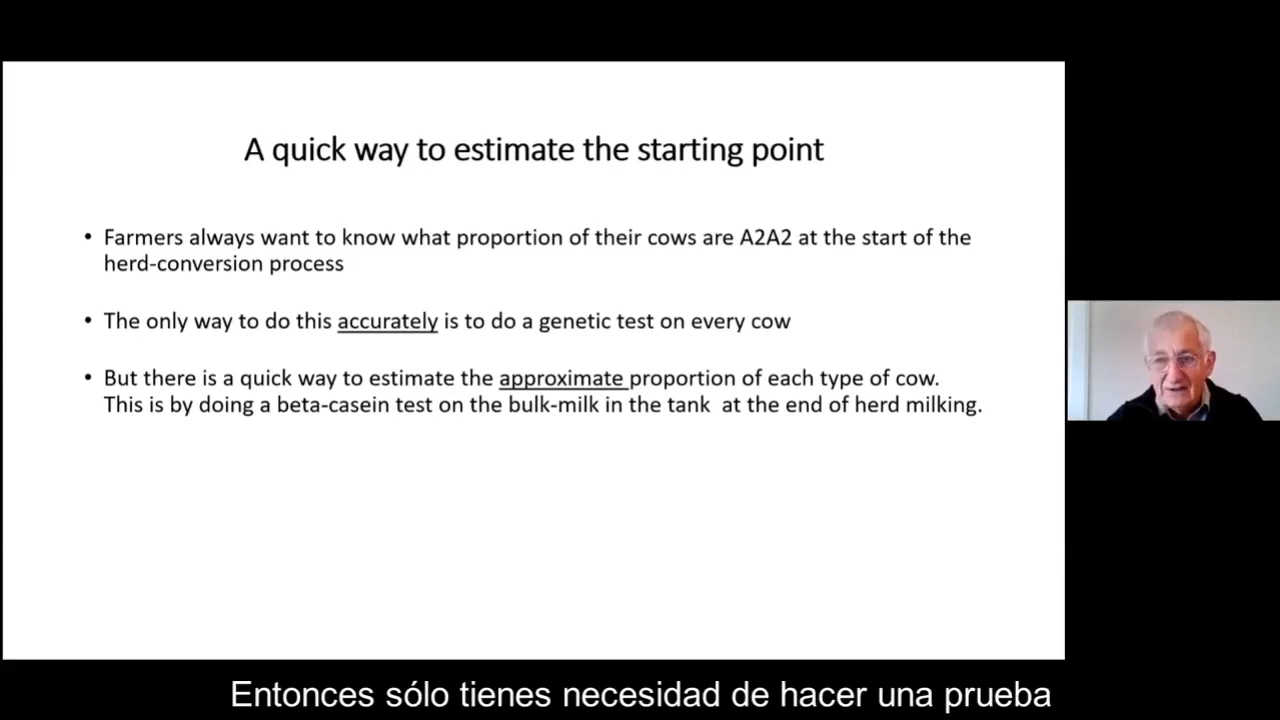 A quick way to estimate the starting point
• Farmers always want to know what proportion of their cows are A2A2 at the start of the
herd-conversion process
• The only way to do this accurately is to do a genetic test on every cow
• But there is a quick way to estimate the approximate proportion of each type of cow.
This is by doing a beta-casein test on the bulk-milk in the tank at the end of herd milking.
Entonces sólo tienes necesidad de hacer una prueba